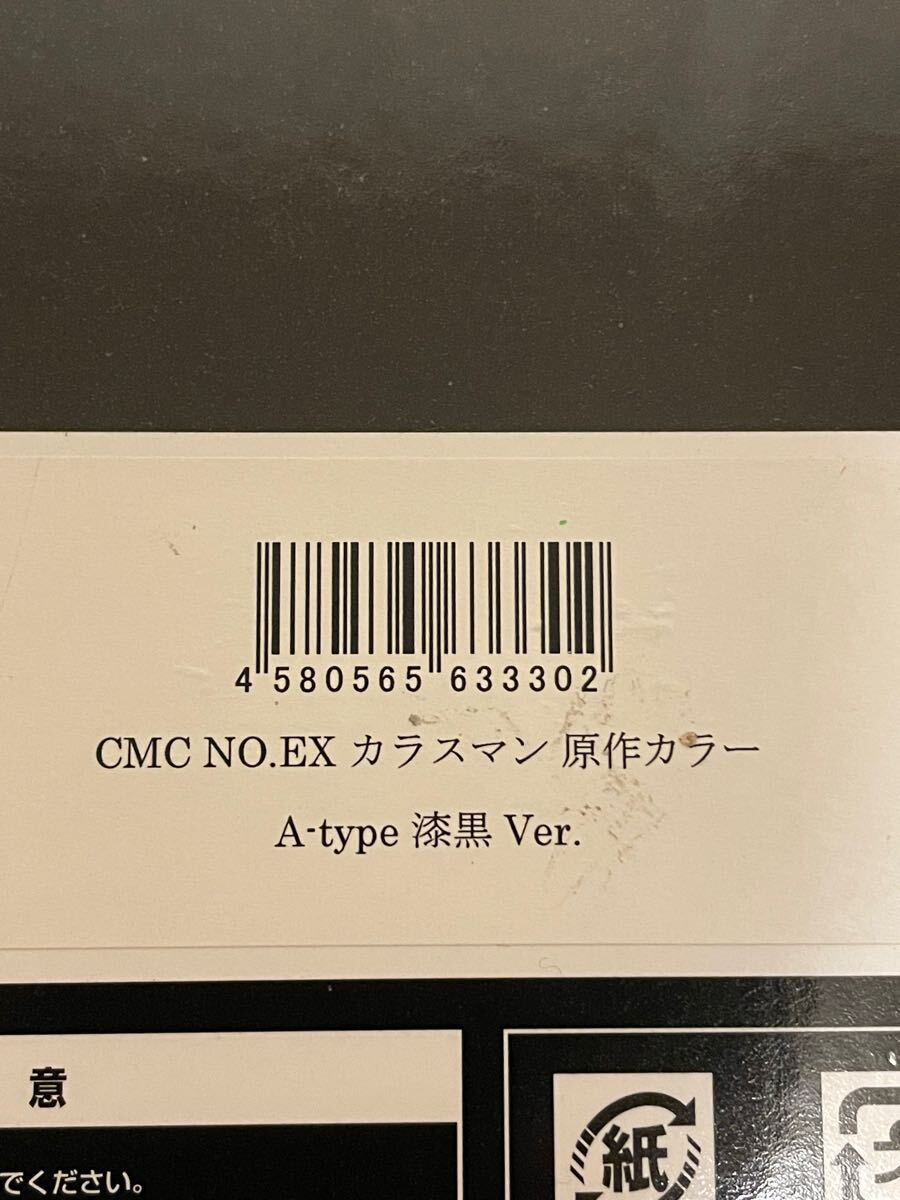 4 580565 633302
CMC NO.EX カラスマン 原作カラー
A-type 漆黒 Ver.
意
でください。
紙